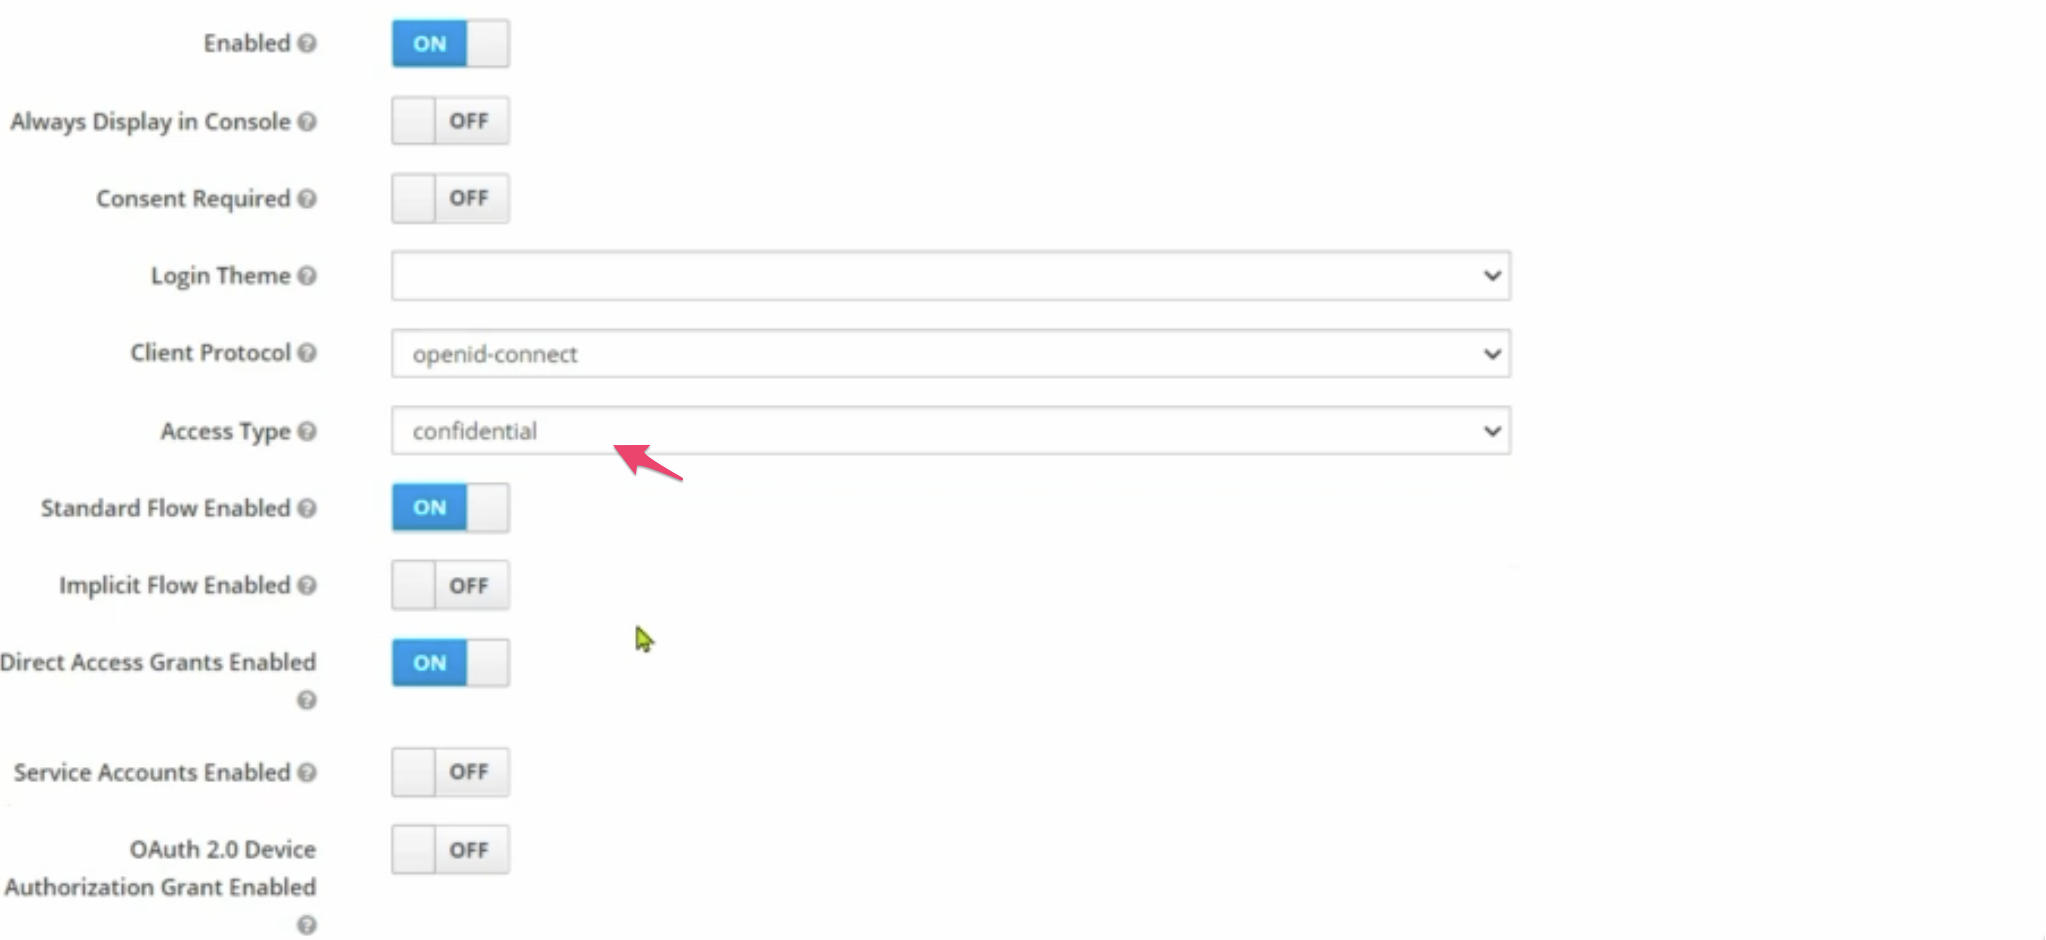 Enabled ON
Always Display in Console OFF
Consent Required OFF
Login Theme
Client Protocol openid-connect
Access Type confidential
Standard Flow Enabled ON
Implicit Flow Enabled OFF
Direct Access Grants Enabled ON
Service Accounts Enabled OFF
OAuth 2.0 Device OFF
Authorization Grant Enabled